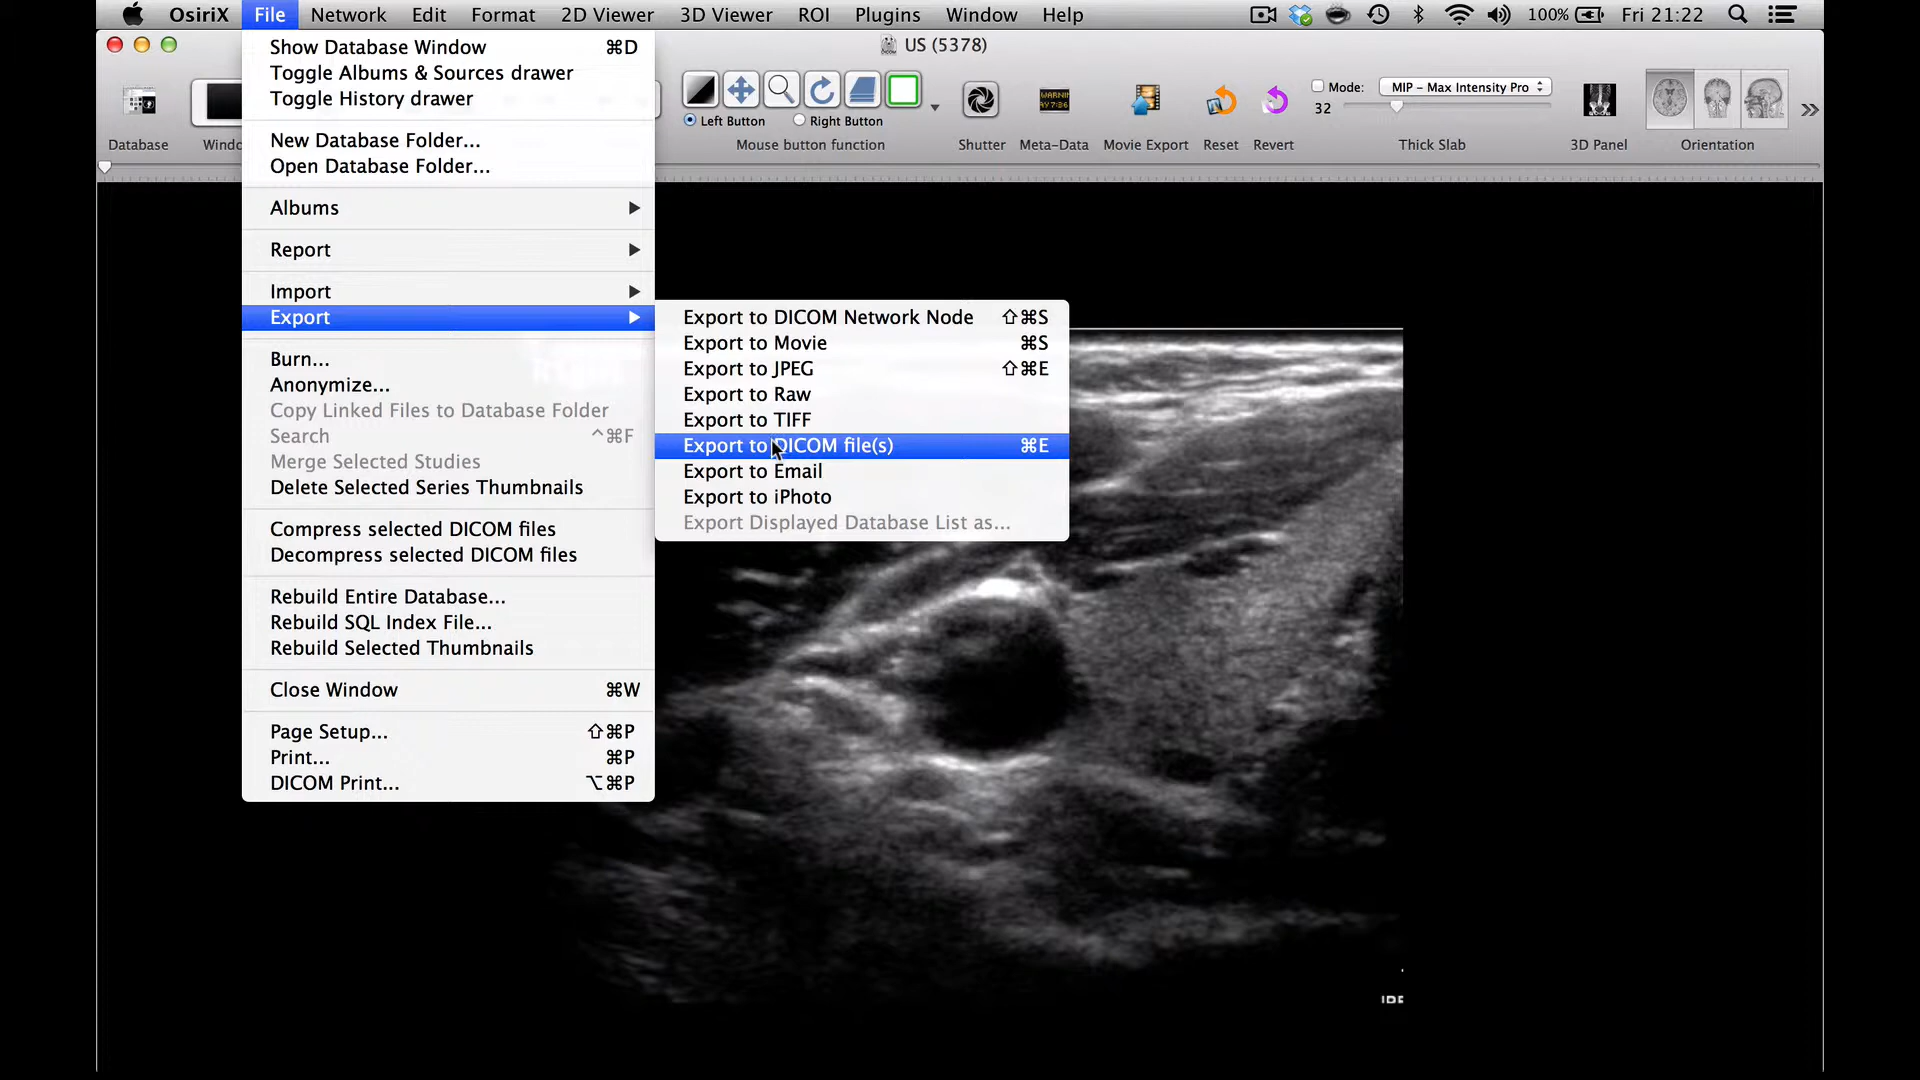 OsiriX File Network Edit Format 2D Viewer 3D Viewer ROI Plugins Window Help 100% Fri 21:22
US (5378)
Mode: MIP - Max Intensity Pro
32
Left Button Right Button
Database Mouse button function Shutter Meta-Data Movie Export Reset Revert Thick Slab 3D Panel Orientation
Show Database Window ⌘D
Toggle Albums & Sources drawer
Toggle History drawer
New Database Folder...
Open Database Folder...
Albums
Report
Import
Export
Burn...
Anonymize...
Copy Linked Files to Database Folder
Search ^⌘F
Merge Selected Studies
Delete Selected Series Thumbnails
Compress selected DICOM files
Decompress selected DICOM files
Rebuild Entire Database...
Rebuild SQL Index File...
Rebuild Selected Thumbnails
Close Window ⌘W
Page Setup... ⇧⌘P
Print... ⌘P
DICOM Print... ⌥⌘P
Export to DICOM Network Node ⇧⌘S
Export to Movie ⌘S
Export to JPEG ⇧⌘E
Export to Raw
Export to TIFF
Export to DICOM file(s) ⌘E
Export to Email
Export to iPhoto
Export Displayed Database List as...